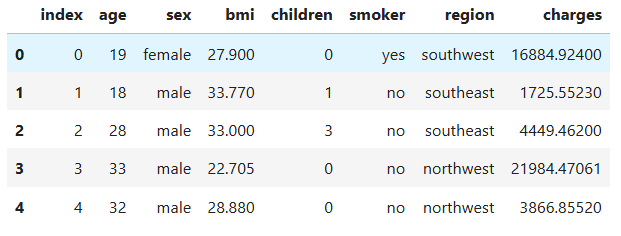 index age sex bmi children smoker region charges
0 0 19 female 27.900 0 yes southwest 16884.92400
1 1 18 male 33.770 1 no southeast 1725.55230
2 2 28 male 33.000 3 no southeast 4449.46200
3 3 33 male 22.705 0 no northwest 21984.47061
4 4 32 male 28.880 0 no northwest 3866.85520